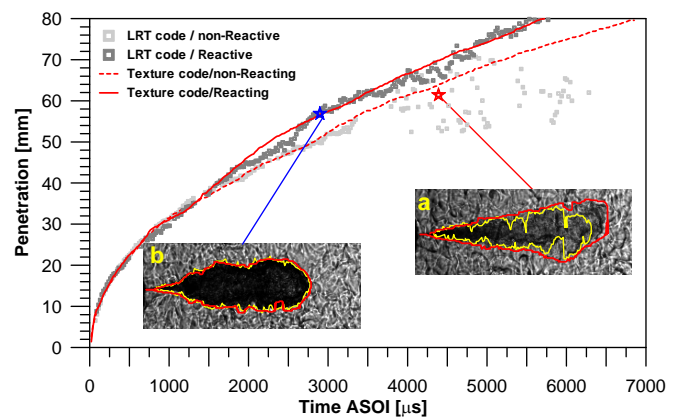 80
70
60
50
40
30
20
10
0
Penetration [mm]
LRT code / non-Reactive
LRT code / Reactive
Texture code/non-Reacting
Texture code/Reacting
a
b
0 1000 2000 3000 4000 5000 6000 7000
Time ASOI [μs]